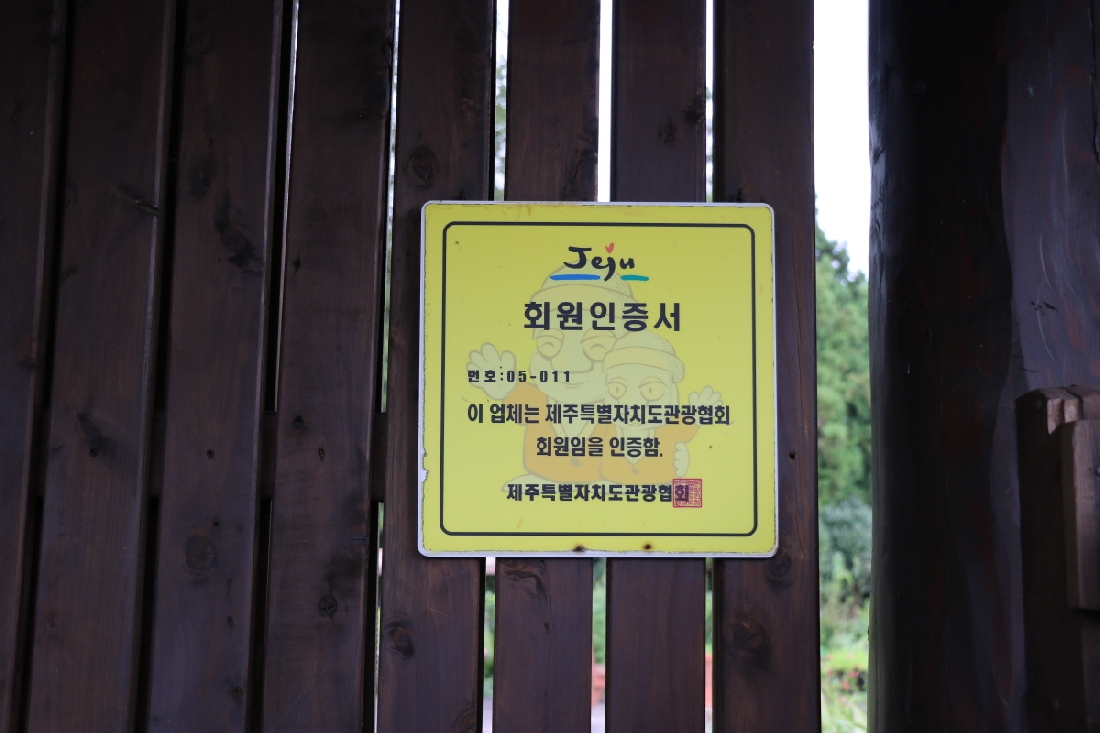 Jeju
회원인증서
번호:05-011
이 업체는 제주특별자치도관광협회
회원임을 인증함.
제주특별자치도관광협회